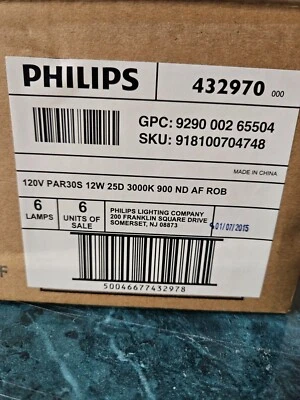 PHILIPS
432970 000
GPC: 9290 002 65504
SKU: 918100704748
MADE IN CHINA
120V PAR30S 12W 25D 3000K 900 ND AF ROB
6
LAMPS
6
UNITS OF
SALE
PHILIPS LIGHTING COMPANY
200 FRANKLIN SQUARE DRIVE
SOMERSET, NJ 08873
01/07/2015
50046677432978
F